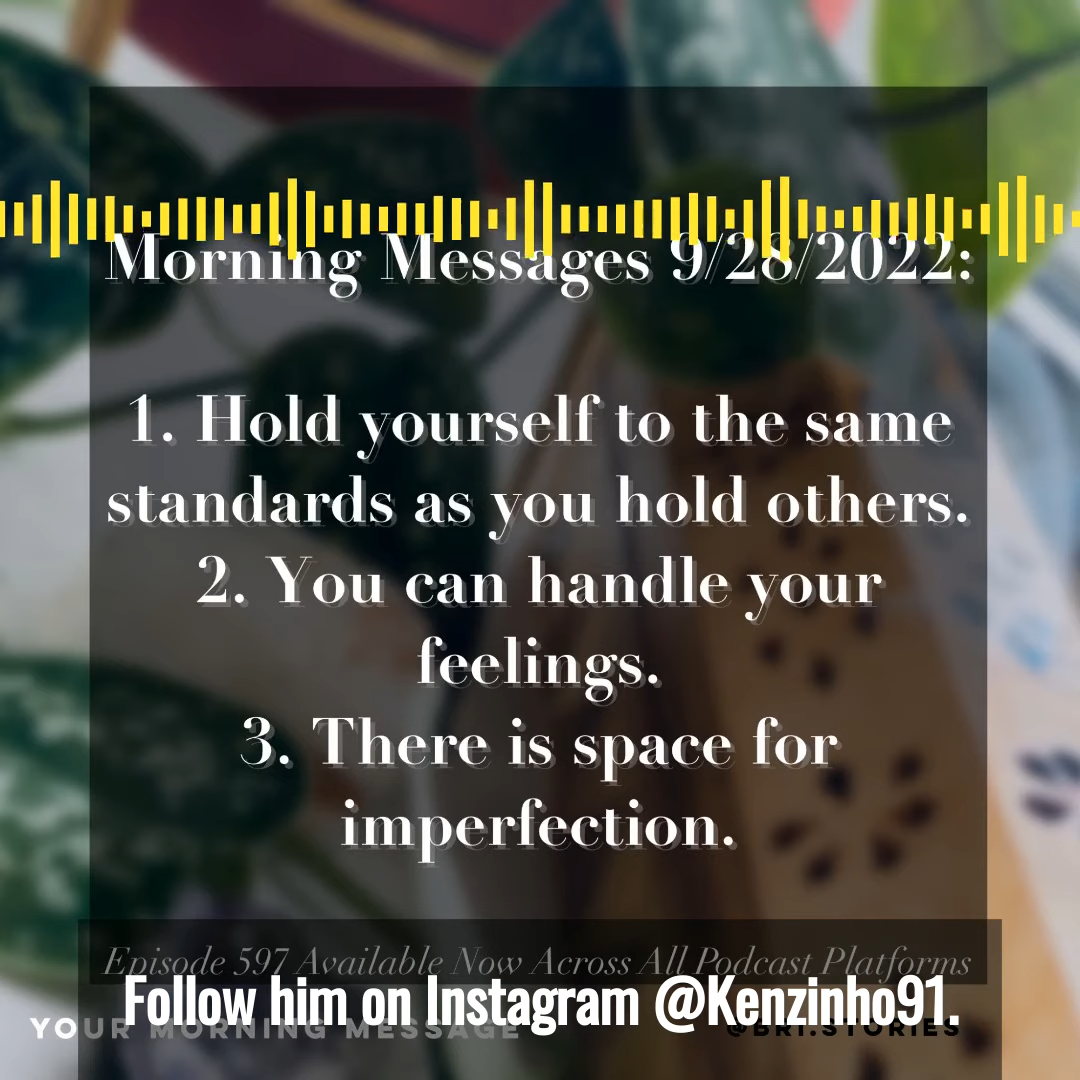 Morning Messages 9/28/2022:
1. Hold yourself to the same
standards as you hold others.
2. You can handle your
feelings.
3. There is space for
imperfection.
Episode 597 Available Now Across All Podcast Platforms
Follow him on Instagram @Kenzinho91.
YOUR MORNING MESSAGE
@BRI.STORIES